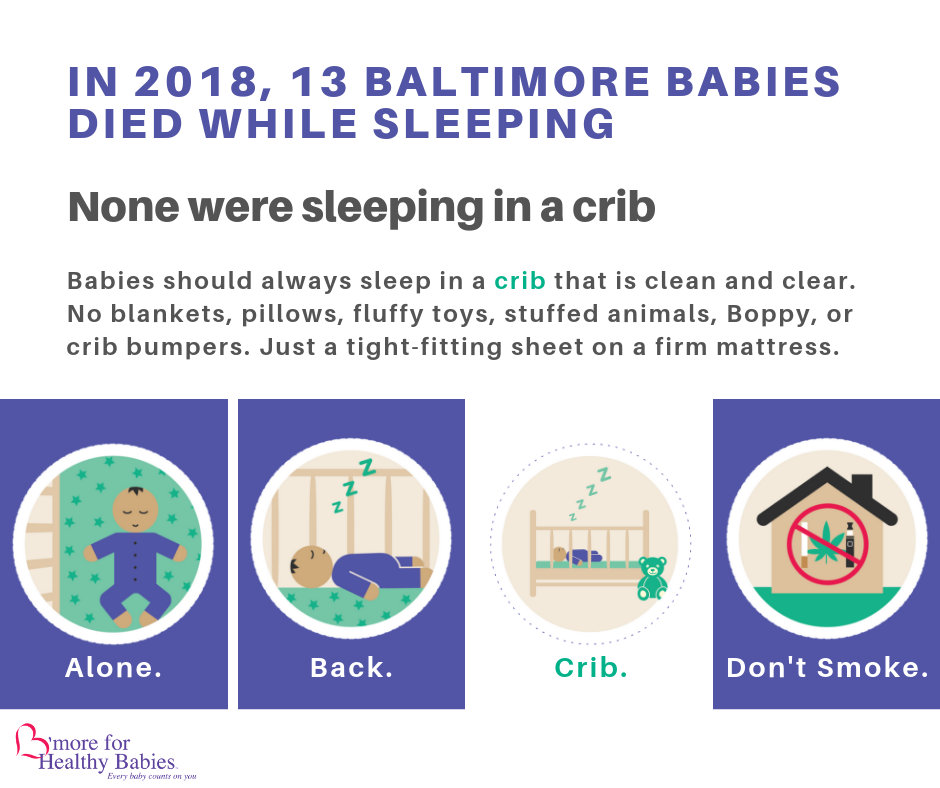 IN 2018, 13 BALTIMORE BABIES
DIED WHILE SLEEPING
None were sleeping in a crib
Babies should always sleep in a crib that is clean and clear.
No blankets, pillows, fluffy toys, stuffed animals, Boppy, or
crib bumpers. Just a tight-fitting sheet on a firm mattress.
z
z
z
z
z
z
z
Alone.
Back.
Crib.
Don't Smoke.
B'more for
Healthy Babies
Every baby counts on you